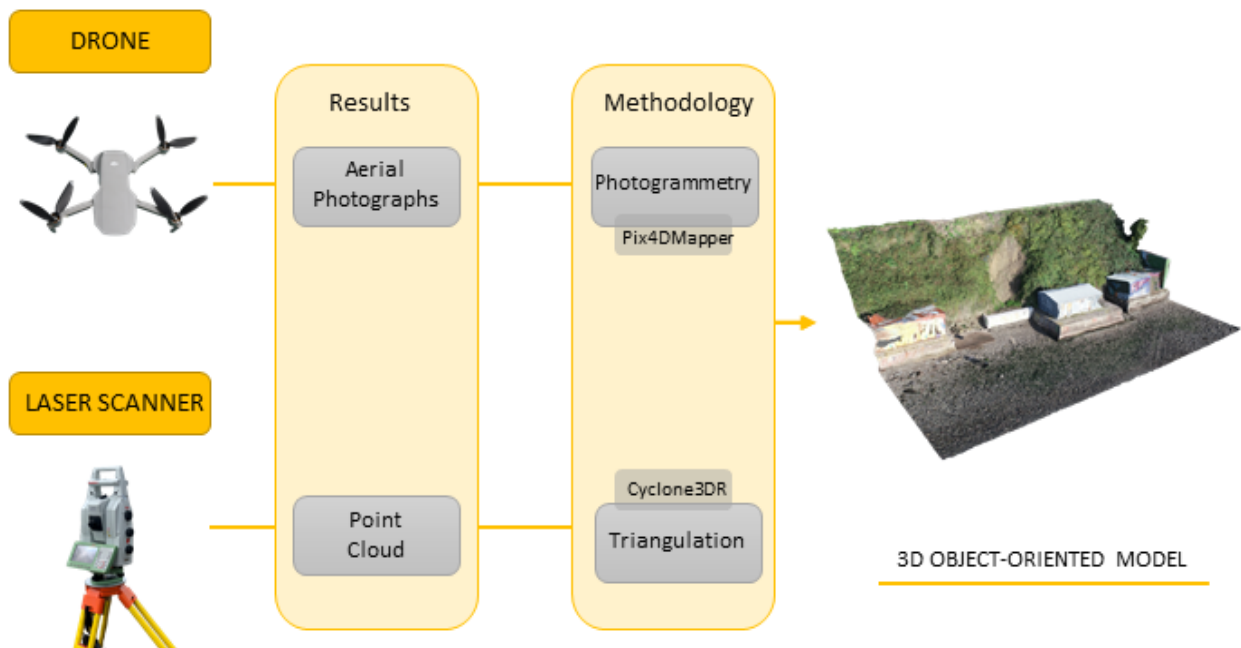 DRONE
Results
Methodology
Aerial
Photographs
Photogrammetry
Pix4DMapper
LASER SCANNER
Cyclone3DR
Point
Cloud
Triangulation
3D OBJECT-ORIENTED MODEL